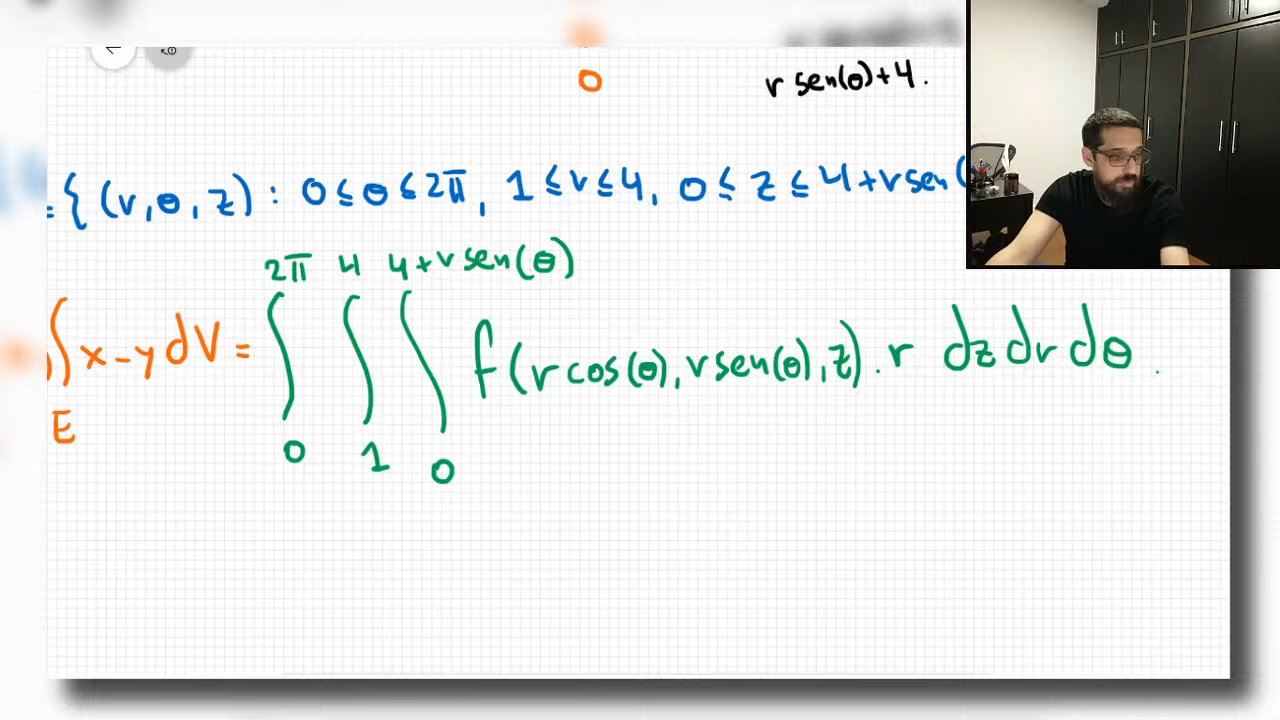 0
r sen(θ)+4.
= { (r, θ, z) : 0 ≤ θ ≤ 2π, 1 ≤ r ≤ 4, 0 ≤ z ≤ 4+r sen(
2π 4 4+r sen(θ)
∫ x-y dV = ∫ ∫ ∫ f(r cos(θ), r sen(θ), z) . r dz dr dθ .
E 0 1 0